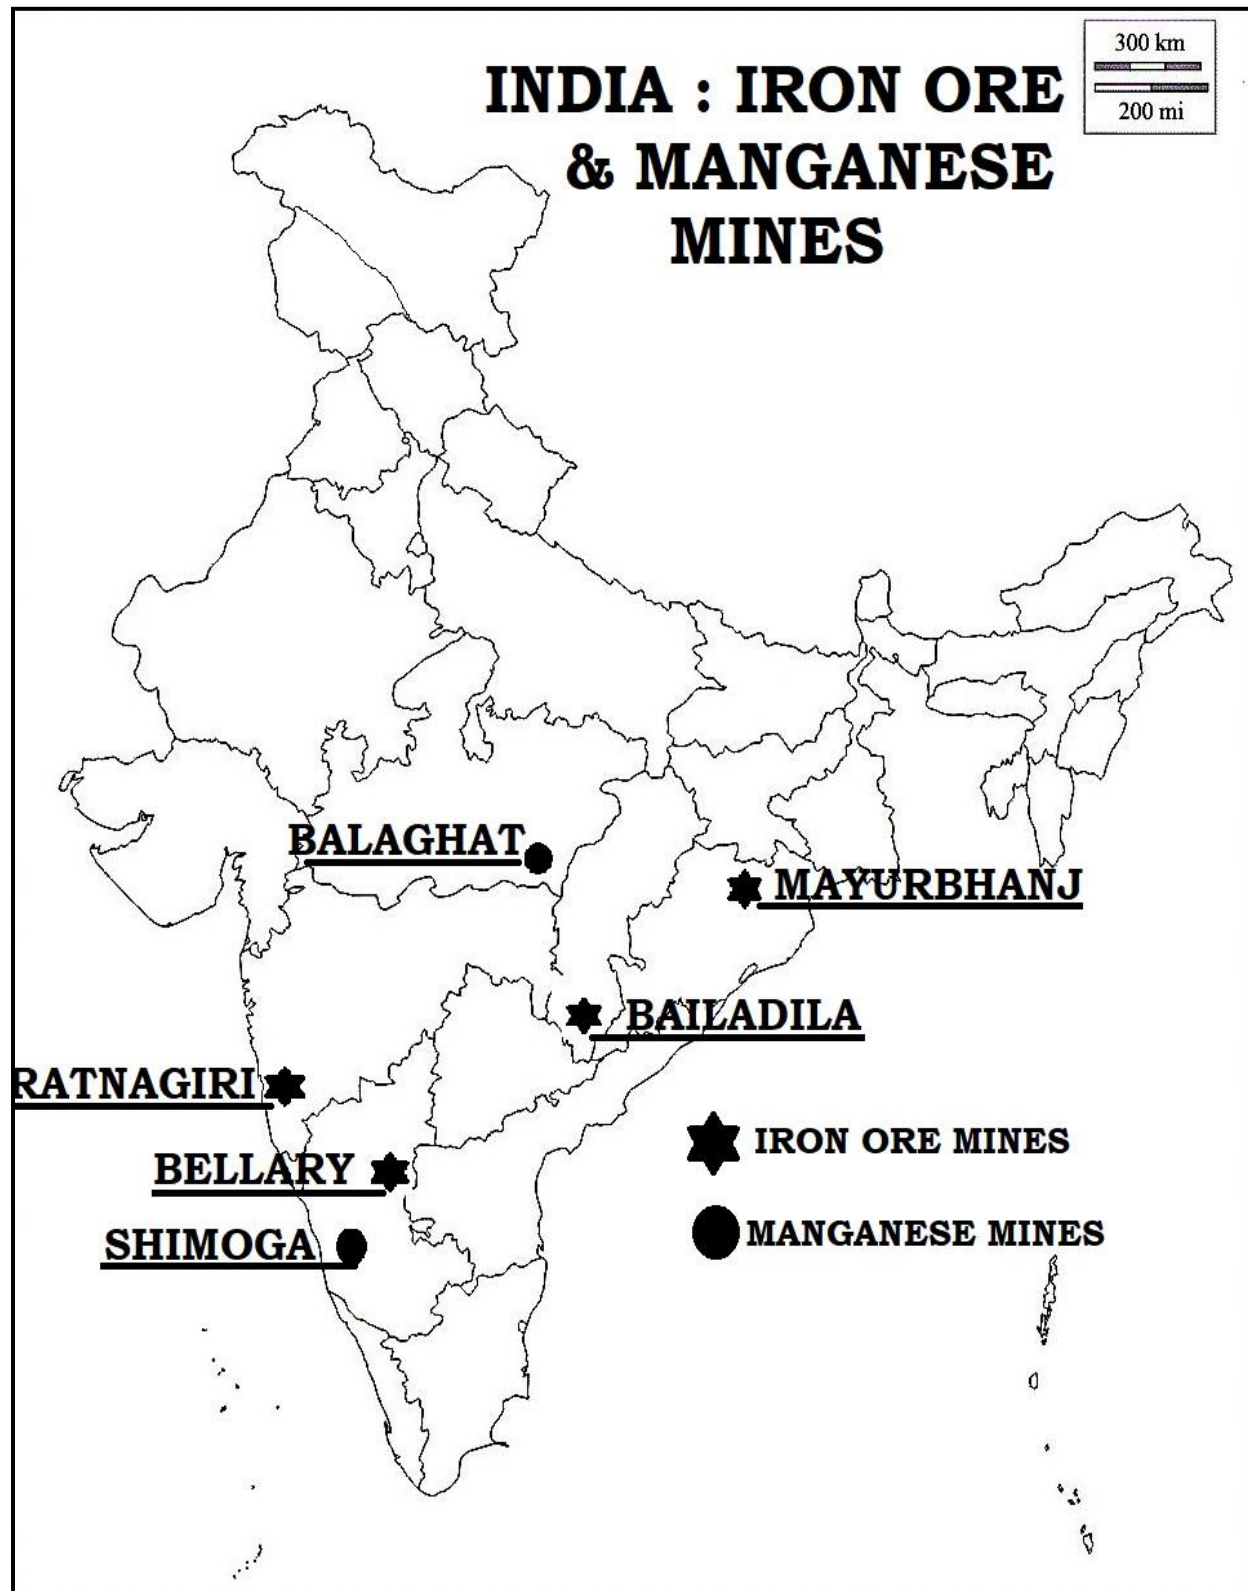 300 km
200 mi
INDIA : IRON ORE
& MANGANESE
MINES
BALAGHAT
MAYURBHANJ
BAILADILA
RATNAGIRI
BELLARY
SHIMOGA
IRON ORE MINES
MANGANESE MINES